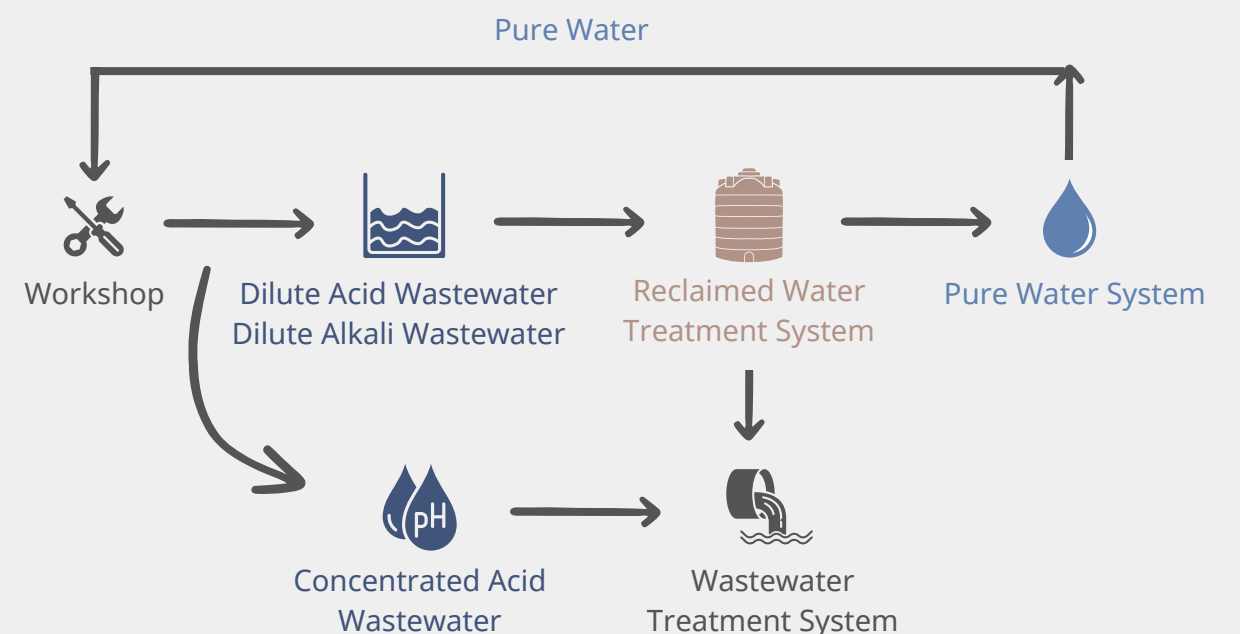 Pure Water
Workshop
Dilute Acid Wastewater
Dilute Alkali Wastewater
Reclaimed Water
Treatment System
Pure Water System
pH
Concentrated Acid
Wastewater
Wastewater
Treatment System